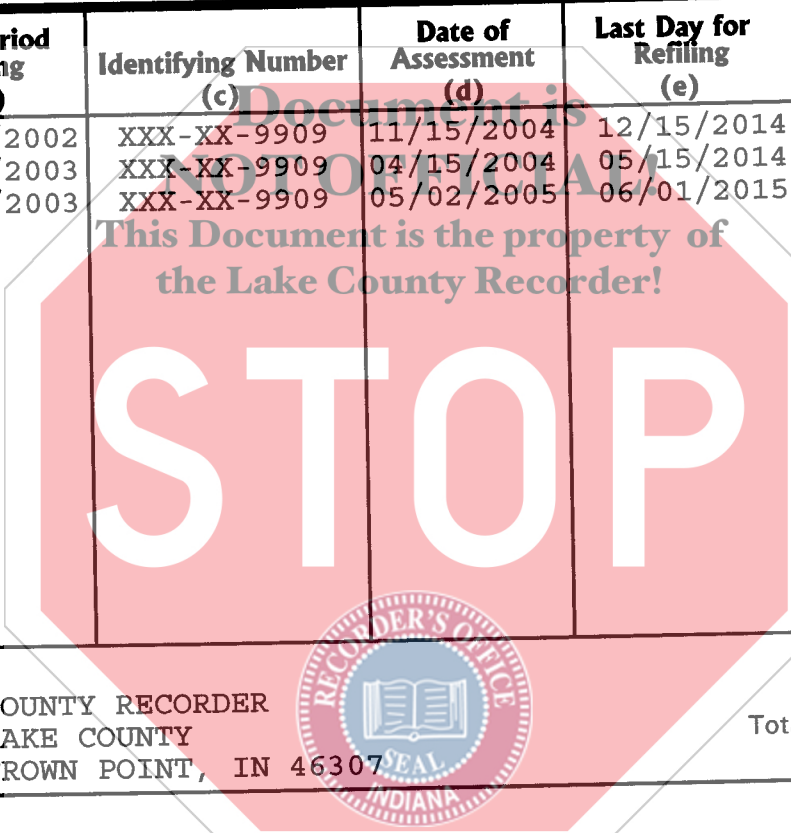 riod Date of Last Day for
ng Identifying Number Assessment Refiling
) (c) (d) (e)
/2002 XXX-XX-9909 11/15/2004 12/15/2014
/2003 XXX-XX-9909 04/15/2004 05/15/2014
/2003 XXX-XX-9909 05/02/2005 06/01/2015
Document is
NOT OFFICIAL!
This Document is the property of
the Lake County Recorder!
STOP
RECORDER'S OFFICE
SEAL
INDIANA
OUNTY RECORDER
AKE COUNTY
ROWN POINT, IN 46307
Tot